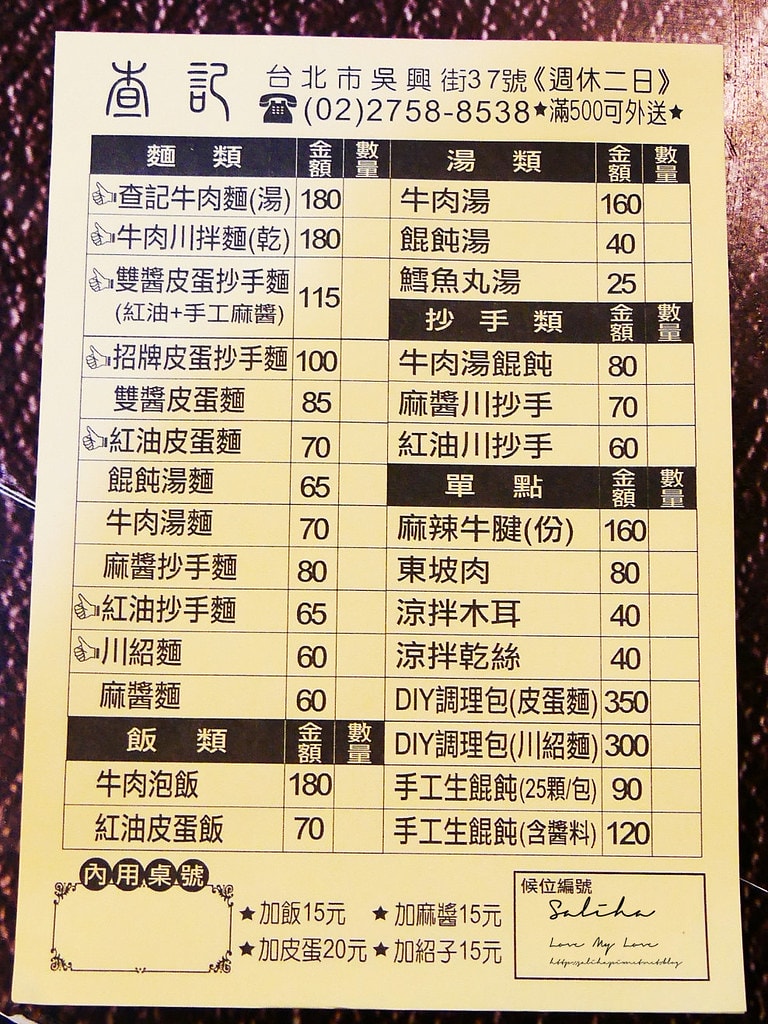 查記 台北市吳興街37號《週休二日》
☎(02)2758-8538★滿500可外送★
麵類 金額 數量
查記牛肉麵(湯) 180
牛肉川拌麵(乾) 180
雙醬皮蛋抄手麵 115
(紅油+手工麻醬)
招牌皮蛋抄手麵 100
雙醬皮蛋麵 85
紅油皮蛋麵 70
餛飩湯麵 65
牛肉湯麵 70
麻醬抄手麵 80
紅油抄手麵 65
川紹麵 60
麻醬麵 60
飯類 金額 數量
牛肉泡飯 180
紅油皮蛋飯 70
湯類 金額 數量
牛肉湯 160
餛飩湯 40
鱈魚丸湯 25
抄手類 金額 數量
牛肉湯餛飩 80
麻醬川抄手 70
紅油川抄手 60
單點 金額 數量
麻辣牛腱(份) 160
東坡肉 80
涼拌木耳 40
涼拌乾絲 40
DIY調理包(皮蛋麵) 350
DIY調理包(川紹麵) 300
手工生餛飩(25顆/包) 90
手工生餛飩(含醬料) 120
內用桌號
★加飯15元 ★加麻醬15元
★加皮蛋20元★加紹子15元
候位編號
Saliha
Love My Love